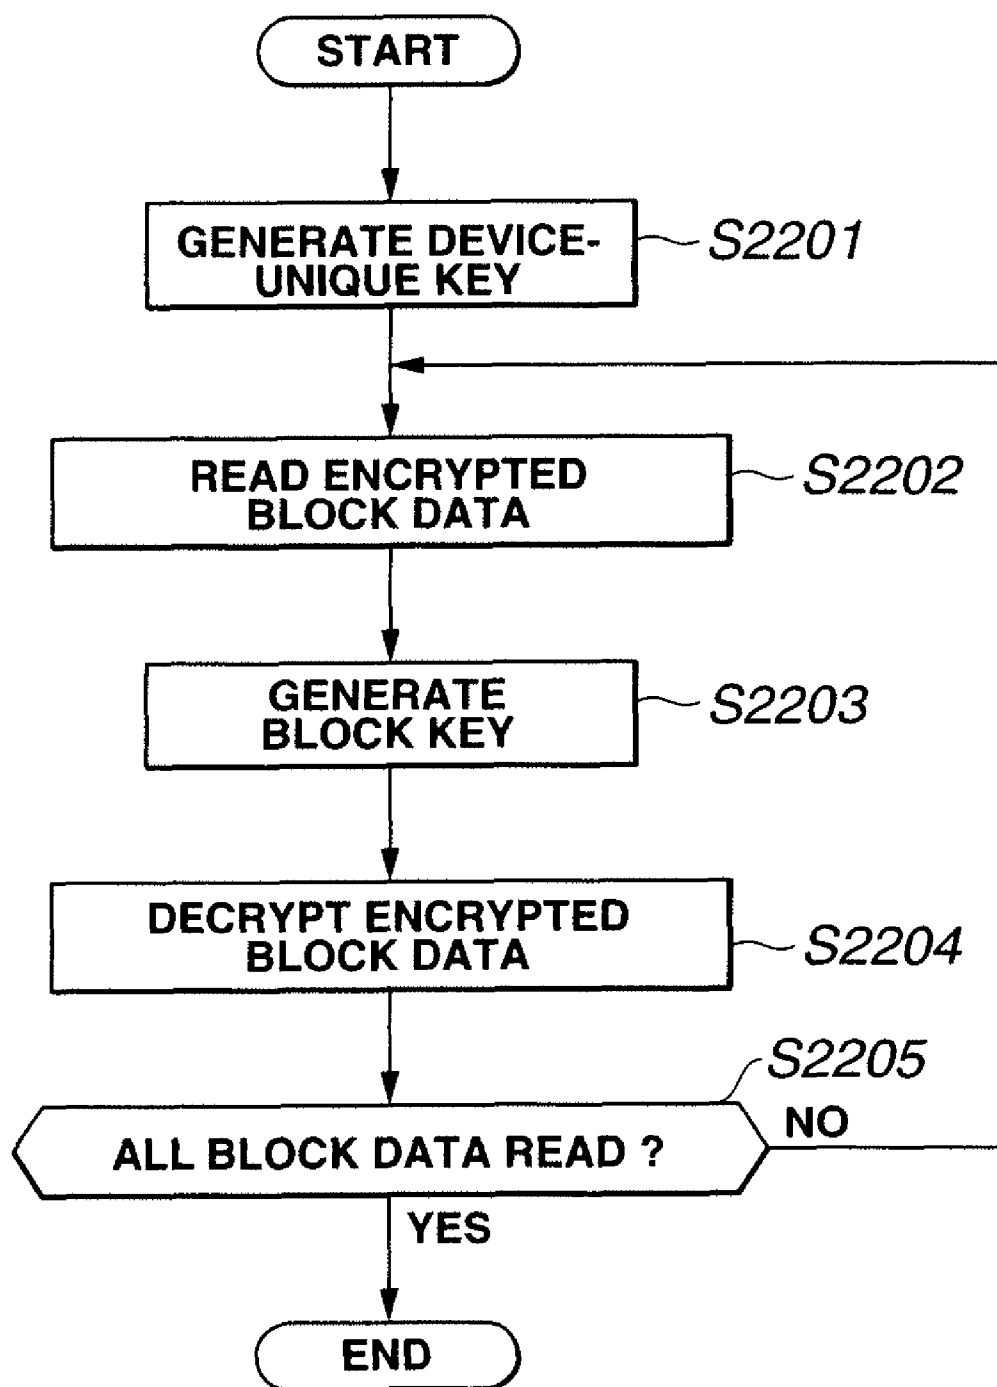 START
GENERATE DEVICE-
UNIQUE KEY
S2201
READ ENCRYPTED
BLOCK DATA
S2202
GENERATE
BLOCK KEY
S2203
DECRYPT ENCRYPTED
BLOCK DATA
S2204
S2205
ALL BLOCK DATA READ ?
NO
YES
END